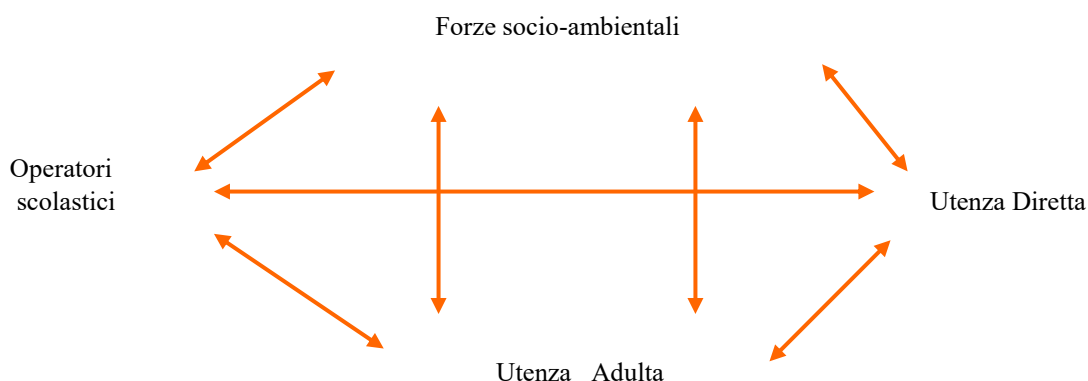 Forze socio-ambientali
Operatori
scolastici
Utenza Diretta
Utenza Adulta